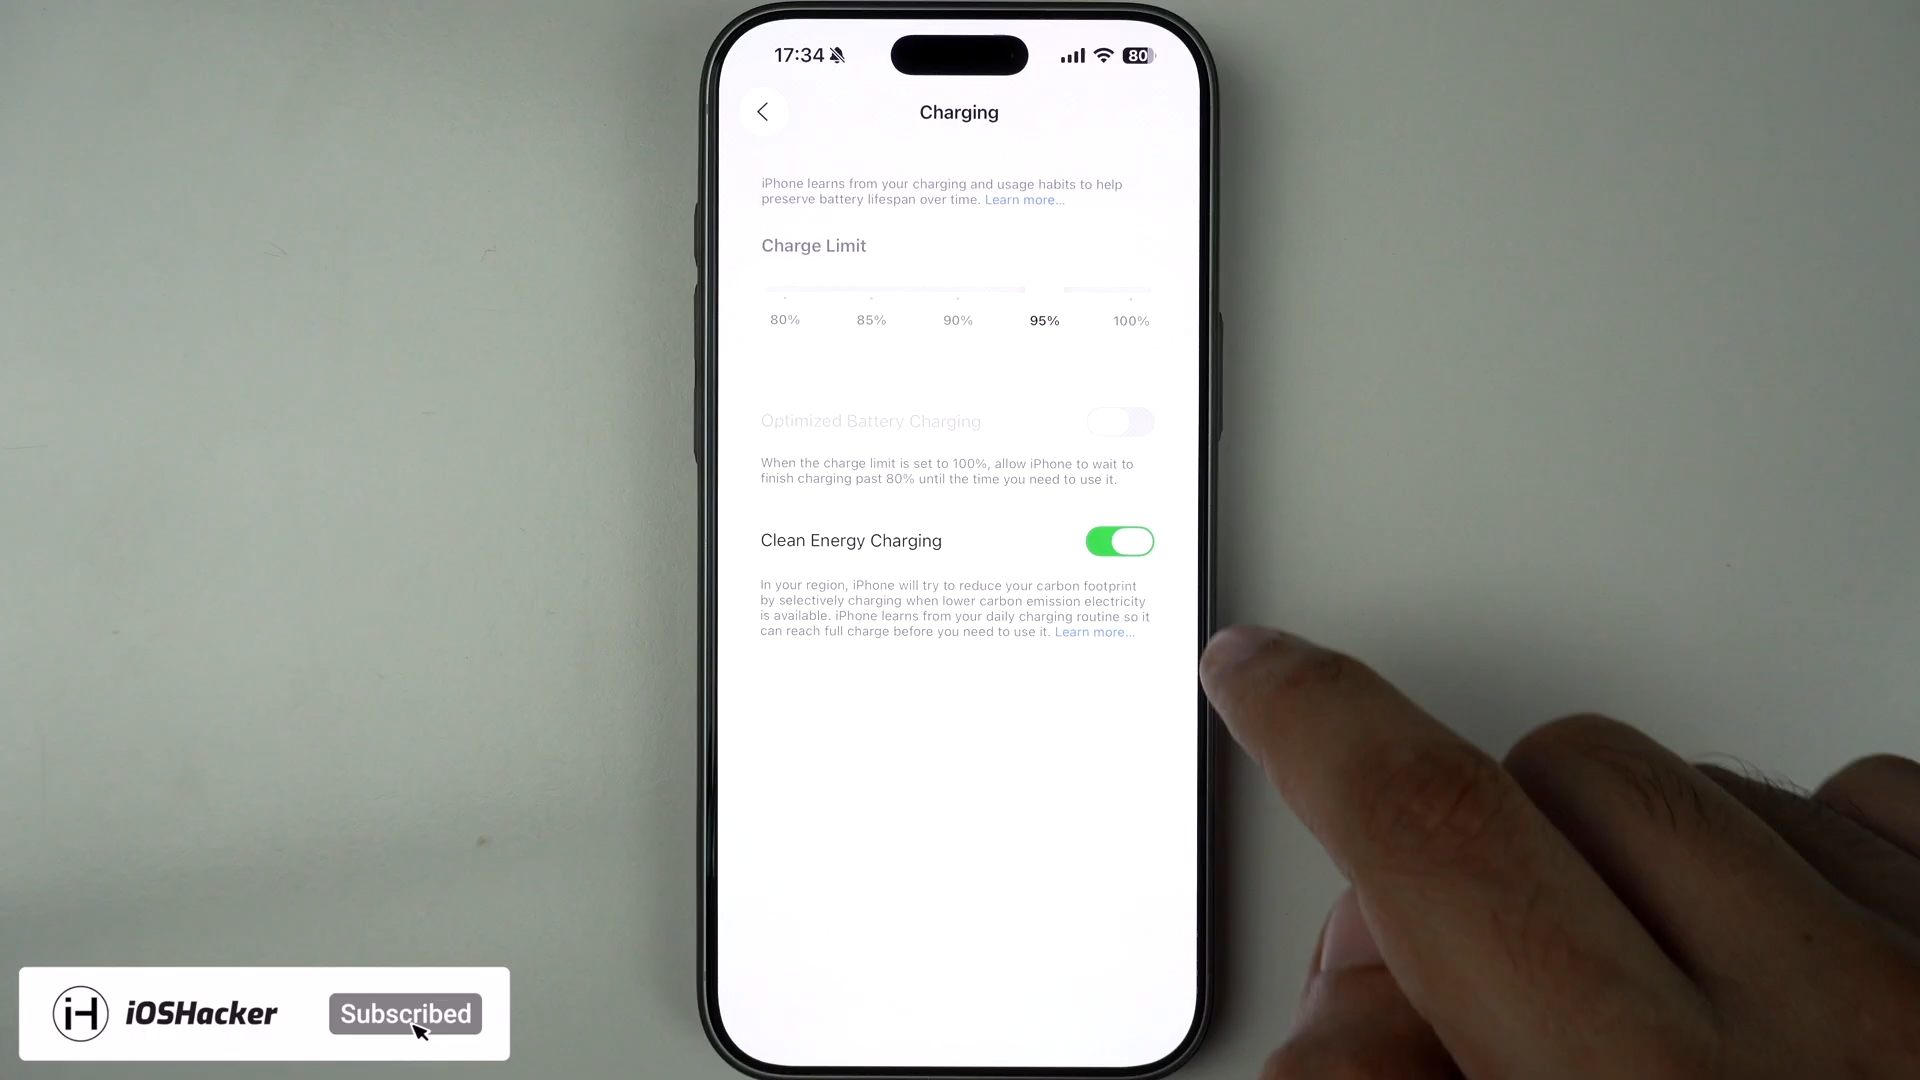 17:34
80
Charging
iPhone learns from your charging and usage habits to help
preserve battery lifespan over time. Learn more...
Charge Limit
80% 85% 90% 95% 100%
Optimized Battery Charging
When the charge limit is set to 100%, allow iPhone to wait to
finish charging past 80% until the time you need to use it.
Clean Energy Charging
In your region, iPhone will try to reduce your carbon footprint
by selectively charging when lower carbon emission electricity
is available. iPhone learns from your daily charging routine so it
can reach full charge before you need to use it. Learn more...
iH iOSHacker Subscribed